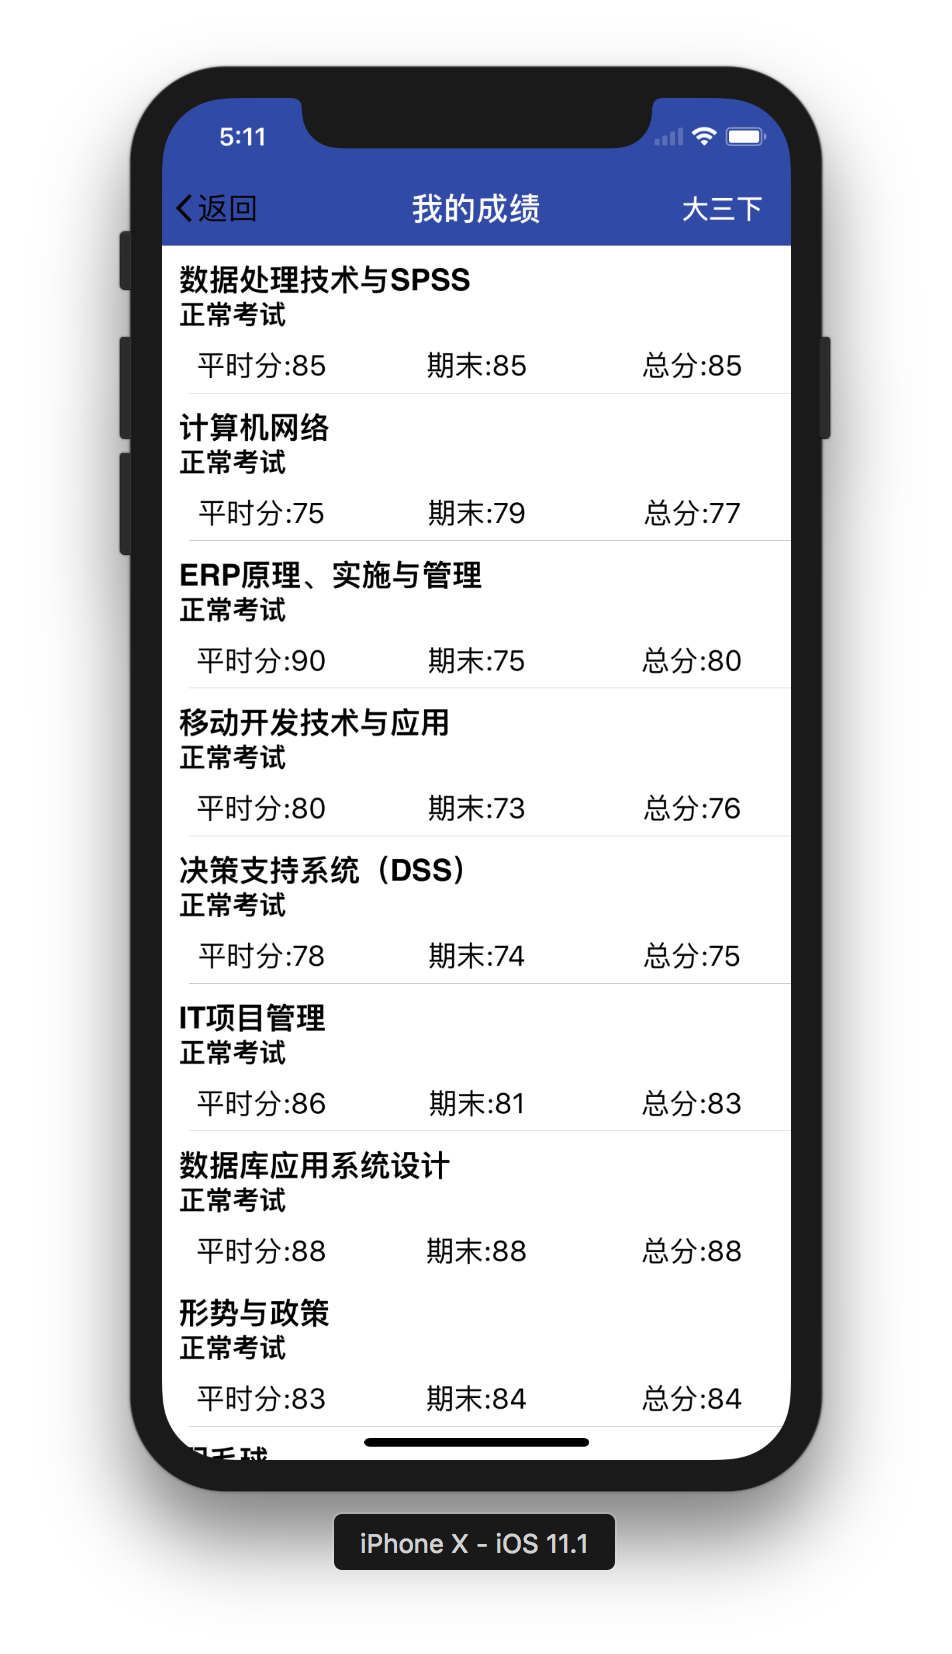 5:11
返回 我的成绩 大三下
数据处理技术与SPSS
正常考试
平时分:85 期末:85 总分:85
计算机网络
正常考试
平时分:75 期末:79 总分:77
ERP原理、实施与管理
正常考试
平时分:90 期末:75 总分:80
移动开发技术与应用
正常考试
平时分:80 期末:73 总分:76
决策支持系统（DSS）
正常考试
平时分:78 期末:74 总分:75
IT项目管理
正常考试
平时分:86 期末:81 总分:83
数据库应用系统设计
正常考试
平时分:88 期末:88 总分:88
形势与政策
正常考试
平时分:83 期末:84 总分:84
iPhone X - iOS 11.1